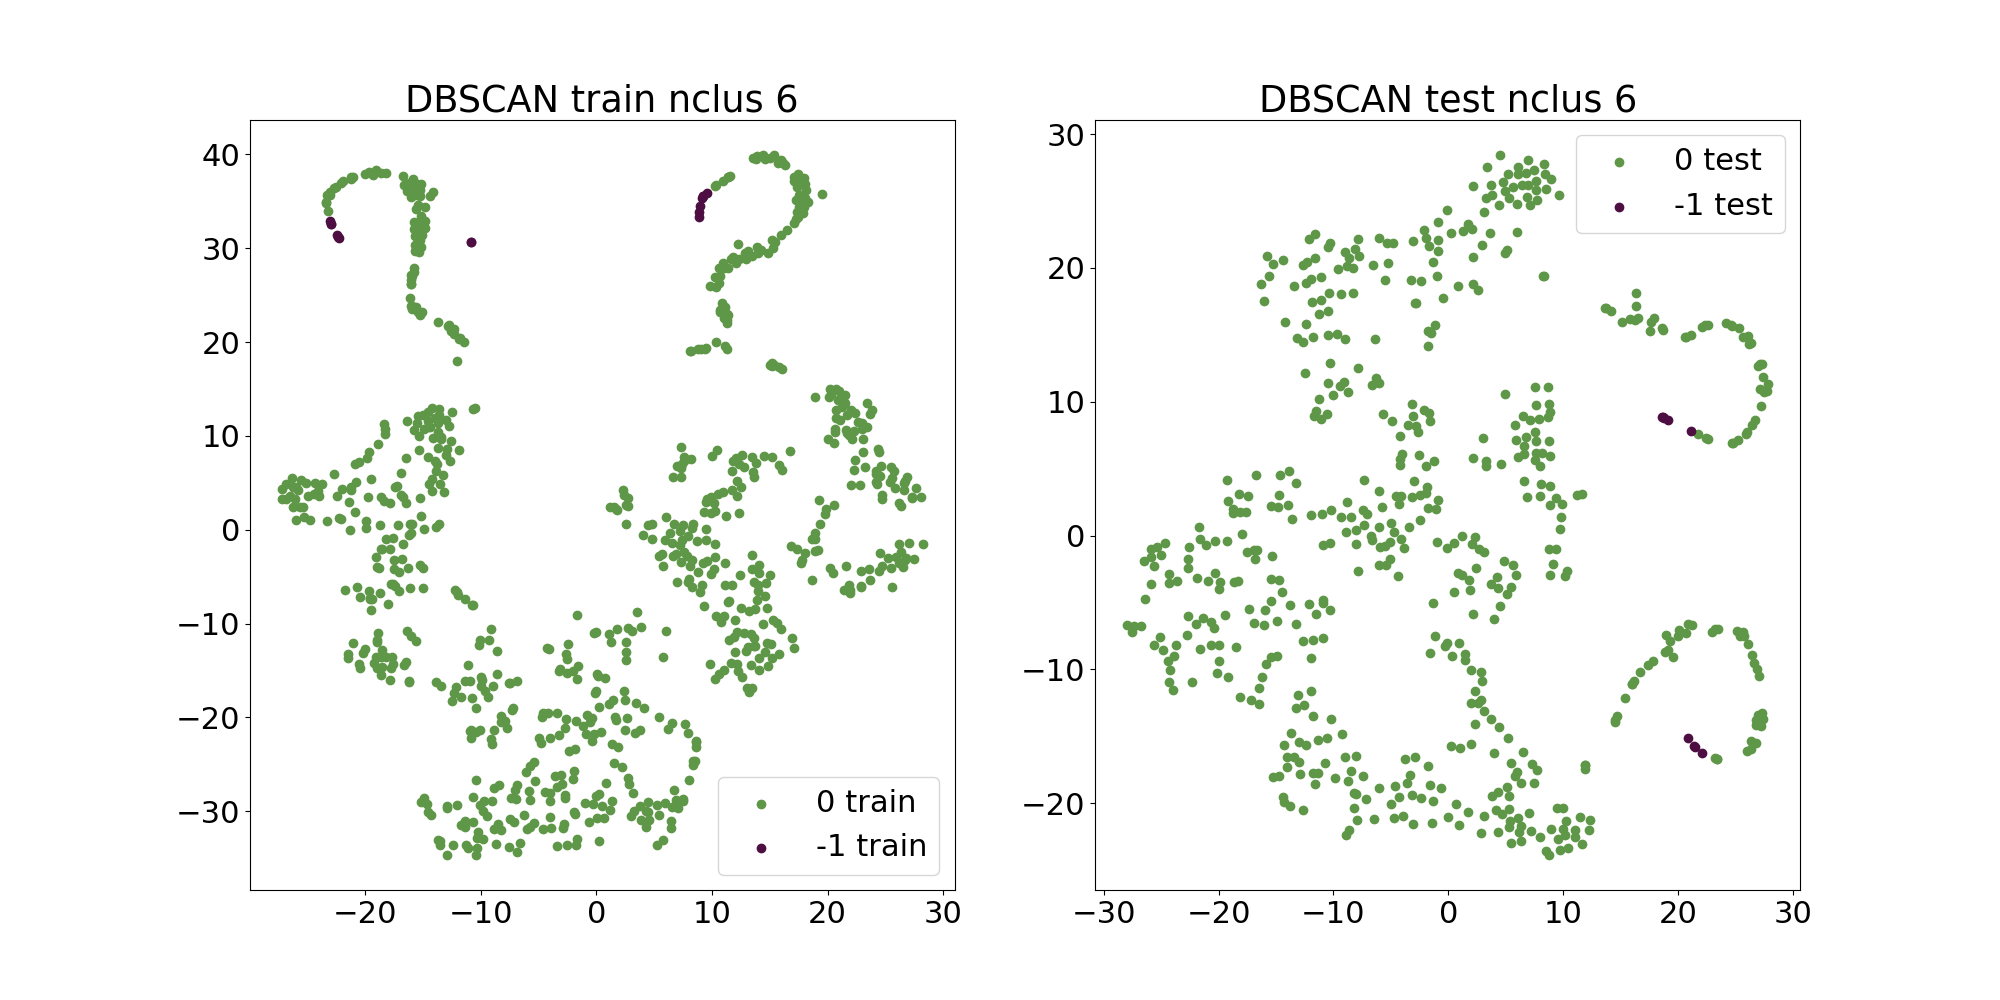 DBSCAN train nclus 6
40
30
20
10
0
−10
−20
−30
−20 −10 0 10 20 30
0 train
-1 train
DBSCAN test nclus 6
30
20
10
0
−10
−20
−30 −20 −10 0 10 20 30
0 test
-1 test